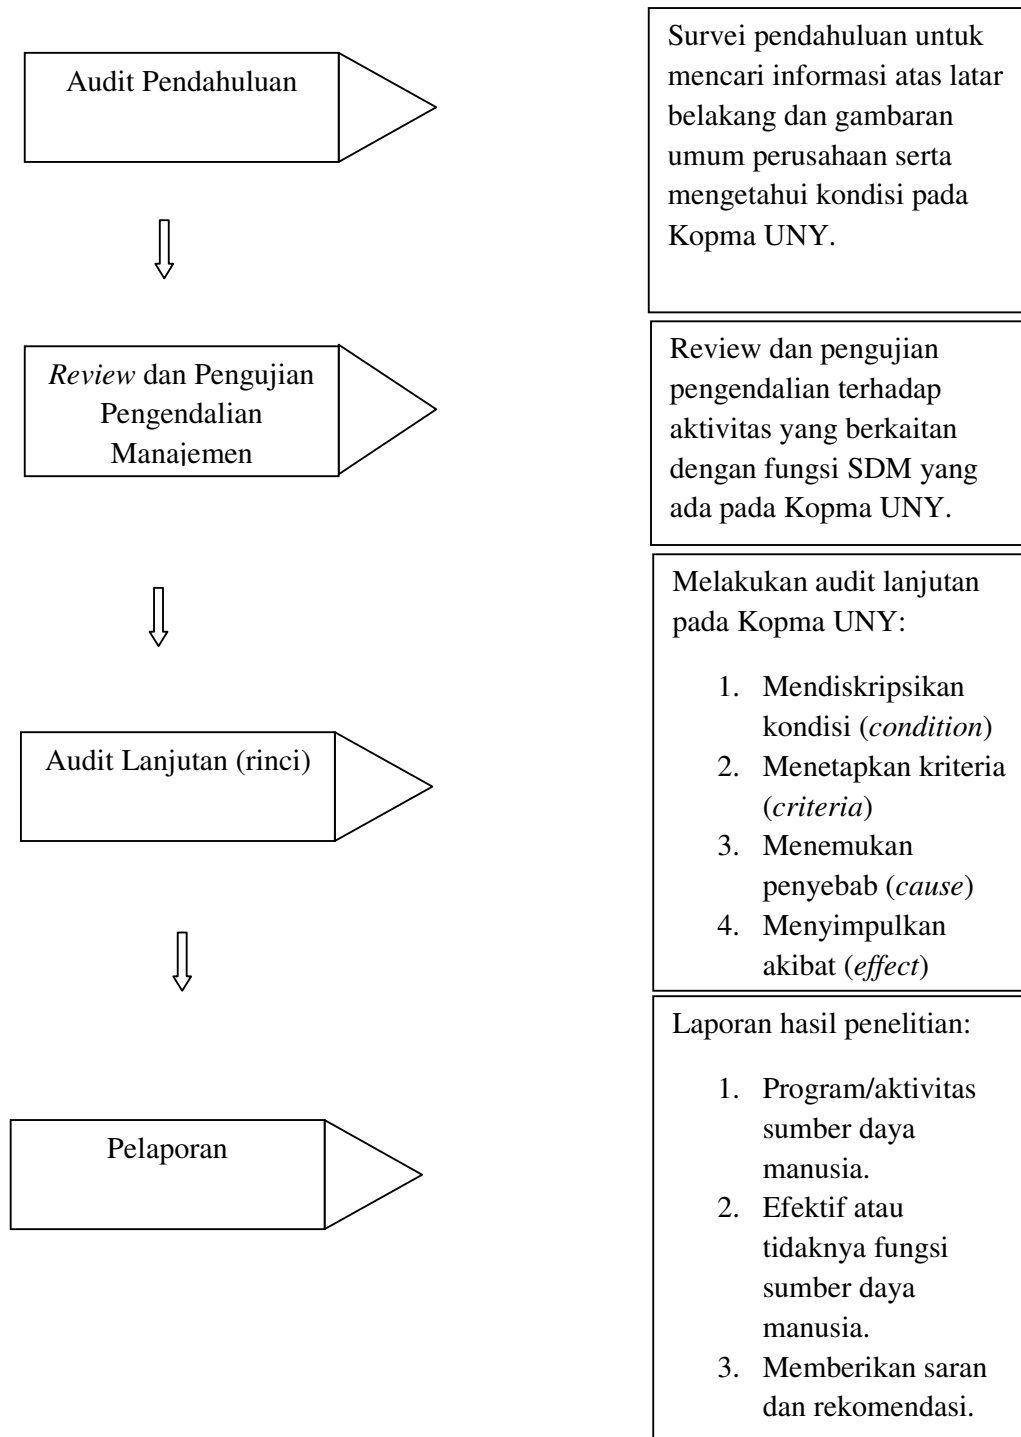 Audit Pendahuluan
Survei pendahuluan untuk
mencari informasi atas latar
belakang dan gambaran
umum perusahaan serta
mengetahui kondisi pada
Kopma UNY.
Review dan Pengujian
Pengendalian
Manajemen
Review dan pengujian
pengendalian terhadap
aktivitas yang berkaitan
dengan fungsi SDM yang
ada pada Kopma UNY.
Audit Lanjutan (rinci)
Melakukan audit lanjutan
pada Kopma UNY:
1. Mendiskripsikan
kondisi (condition)
2. Menetapkan kriteria
(criteria)
3. Menemukan
penyebab (cause)
4. Menyimpulkan
akibat (effect)
Pelaporan
Laporan hasil penelitian:
1. Program/aktivitas
sumber daya
manusia.
2. Efektif atau
tidaknya fungsi
sumber daya
manusia.
3. Memberikan saran
dan rekomendasi.